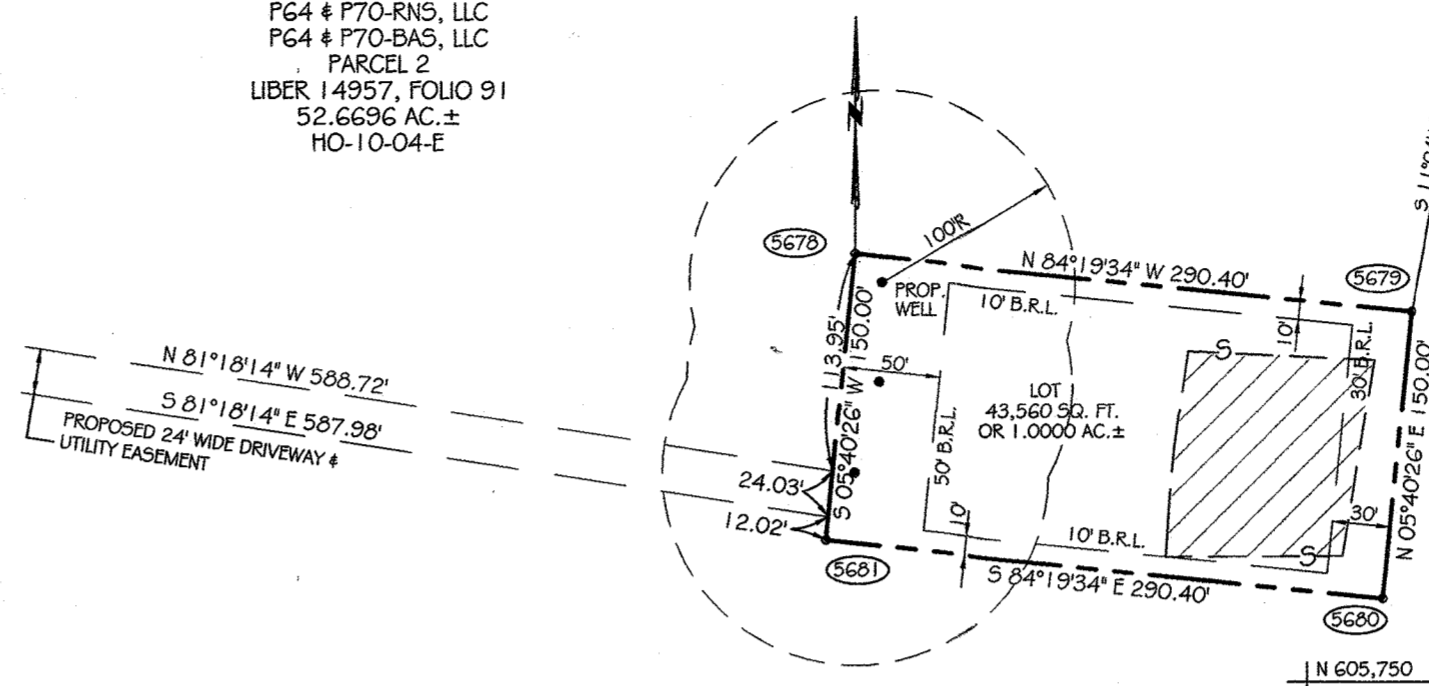 P64 & P70-RNS, LLC
P64 & P70-BAS, LLC
PARCEL 2
LIBER 14957, FOLIO 91
52.6696 AC.±
HO-10-04-E
N
S 11°
5678
100'R
N 84°19'34" W 290.40'
5679
PROP.
WELL
10' B.R.L.
10'
30' B.R.L.
S
113.95'
S 05°40'26" W 150.00'
50'
50' B.R.L.
LOT
43,560 SQ. FT.
OR 1.0000 AC.±
N 05°40'26" E 150.00'
N 81°18'14" W 588.72'
S 81°18'14" E 587.98'
PROPOSED 24' WIDE DRIVEWAY &
UTILITY EASEMENT
24.03'
12.02'
10'
10' B.R.L.
30'
S
5681
S 84°19'34" E 290.40'
5680
N 605,750